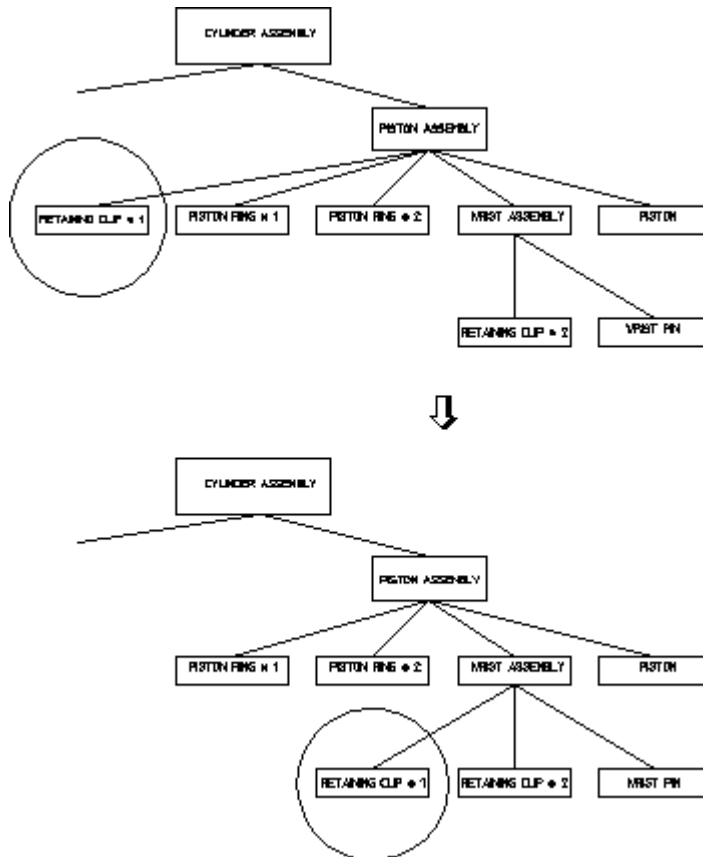 CYLINDER ASSEMBLY
PISTON ASSEMBLY
RETAINING CLIP # 1
PISTON RING # 1
PISTON RING # 2
WRIST ASSEMBLY
PISTON
RETAINING CLIP # 2
WRIST PIN
CYLINDER ASSEMBLY
PISTON ASSEMBLY
PISTON RING # 1
PISTON RING # 2
WRIST ASSEMBLY
PISTON
RETAINING CLIP # 1
RETAINING CLIP # 2
WRIST PIN